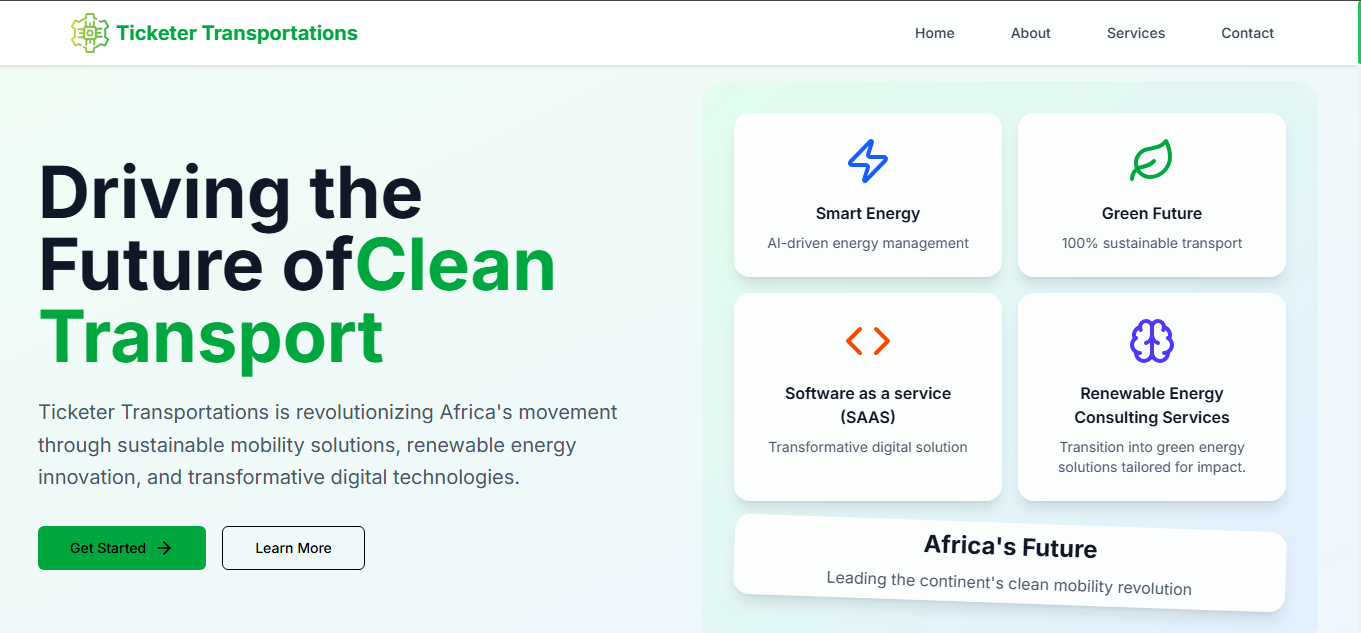 Ticketer Transportations
Home
About
Services
Contact
Driving the
Future ofClean
Transport
Ticketer Transportations is revolutionizing Africa's movement
through sustainable mobility solutions, renewable energy
innovation, and transformative digital technologies.
Get Started
Learn More
Smart Energy
AI-driven energy management
Green Future
100% sustainable transport
Software as a service
(SAAS)
Transformative digital solution
Renewable Energy
Consulting Services
Transition into green energy
solutions tailored for impact.
Africa's Future
Leading the continent's clean mobility revolution